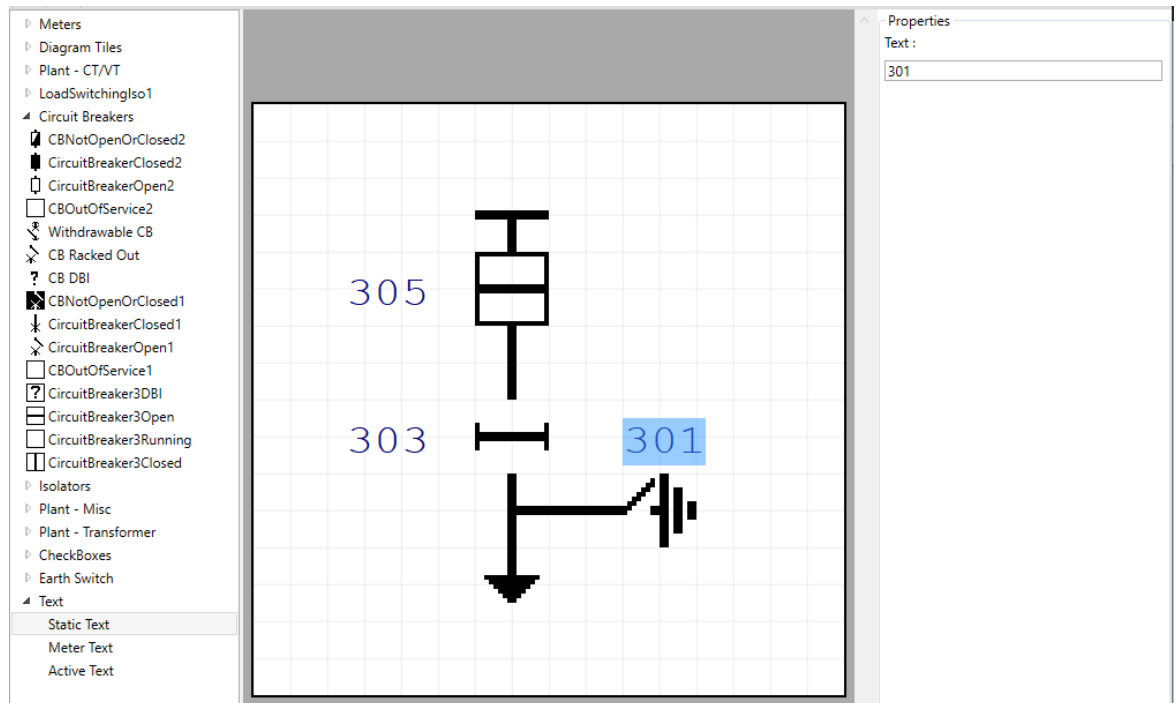 Meters
Diagram Tiles
Plant - CT/VT
LoadSwitchingIso1
Circuit Breakers
CBNotOpenOrClosed2
CircuitBreakerClosed2
CircuitBreakerOpen2
CBOutOfService2
Withdrawable CB
CB Racked Out
? CB DBI
CBNotOpenOrClosed1
CircuitBreakerClosed1
CircuitBreakerOpen1
CBOutOfService1
? CircuitBreaker3DBI
CircuitBreaker3Open
CircuitBreaker3Running
CircuitBreaker3Closed
Isolators
Plant - Misc
Plant - Transformer
CheckBoxes
Earth Switch
Text
Static Text
Meter Text
Active Text
305
303
301
Properties
Text :
301